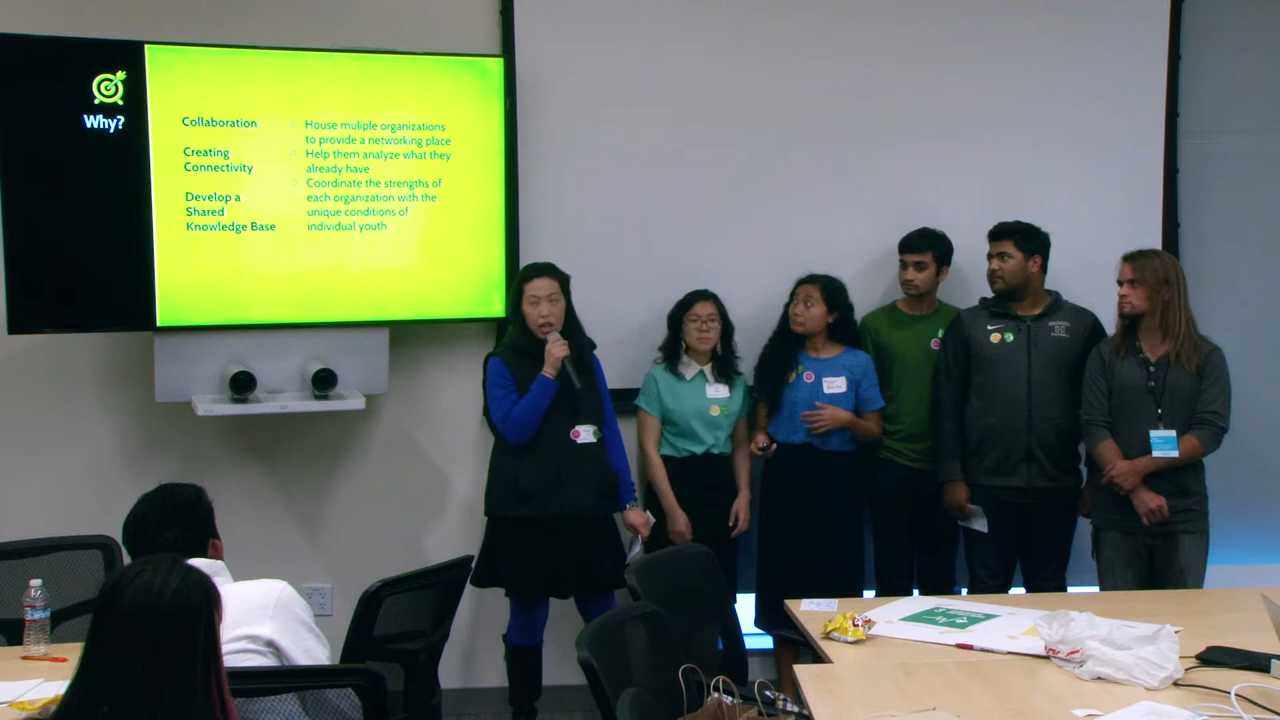 Why?
Collaboration
Creating
Connectivity
Develop a
Shared
Knowledge Base
House muliple organizations
to provide a networking place
Help them analyze what they
already have
Coordinate the strengths of
each organization with the
unique conditions of
individual youth